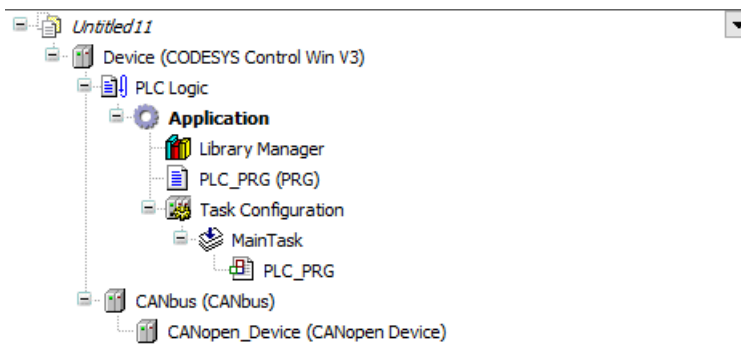 Untitled11
Device (CODESYS Control Win V3)
PLC Logic
Application
Library Manager
PLC_PRG (PRG)
Task Configuration
MainTask
PLC_PRG
CANbus (CANbus)
CANopen_Device (CANopen Device)